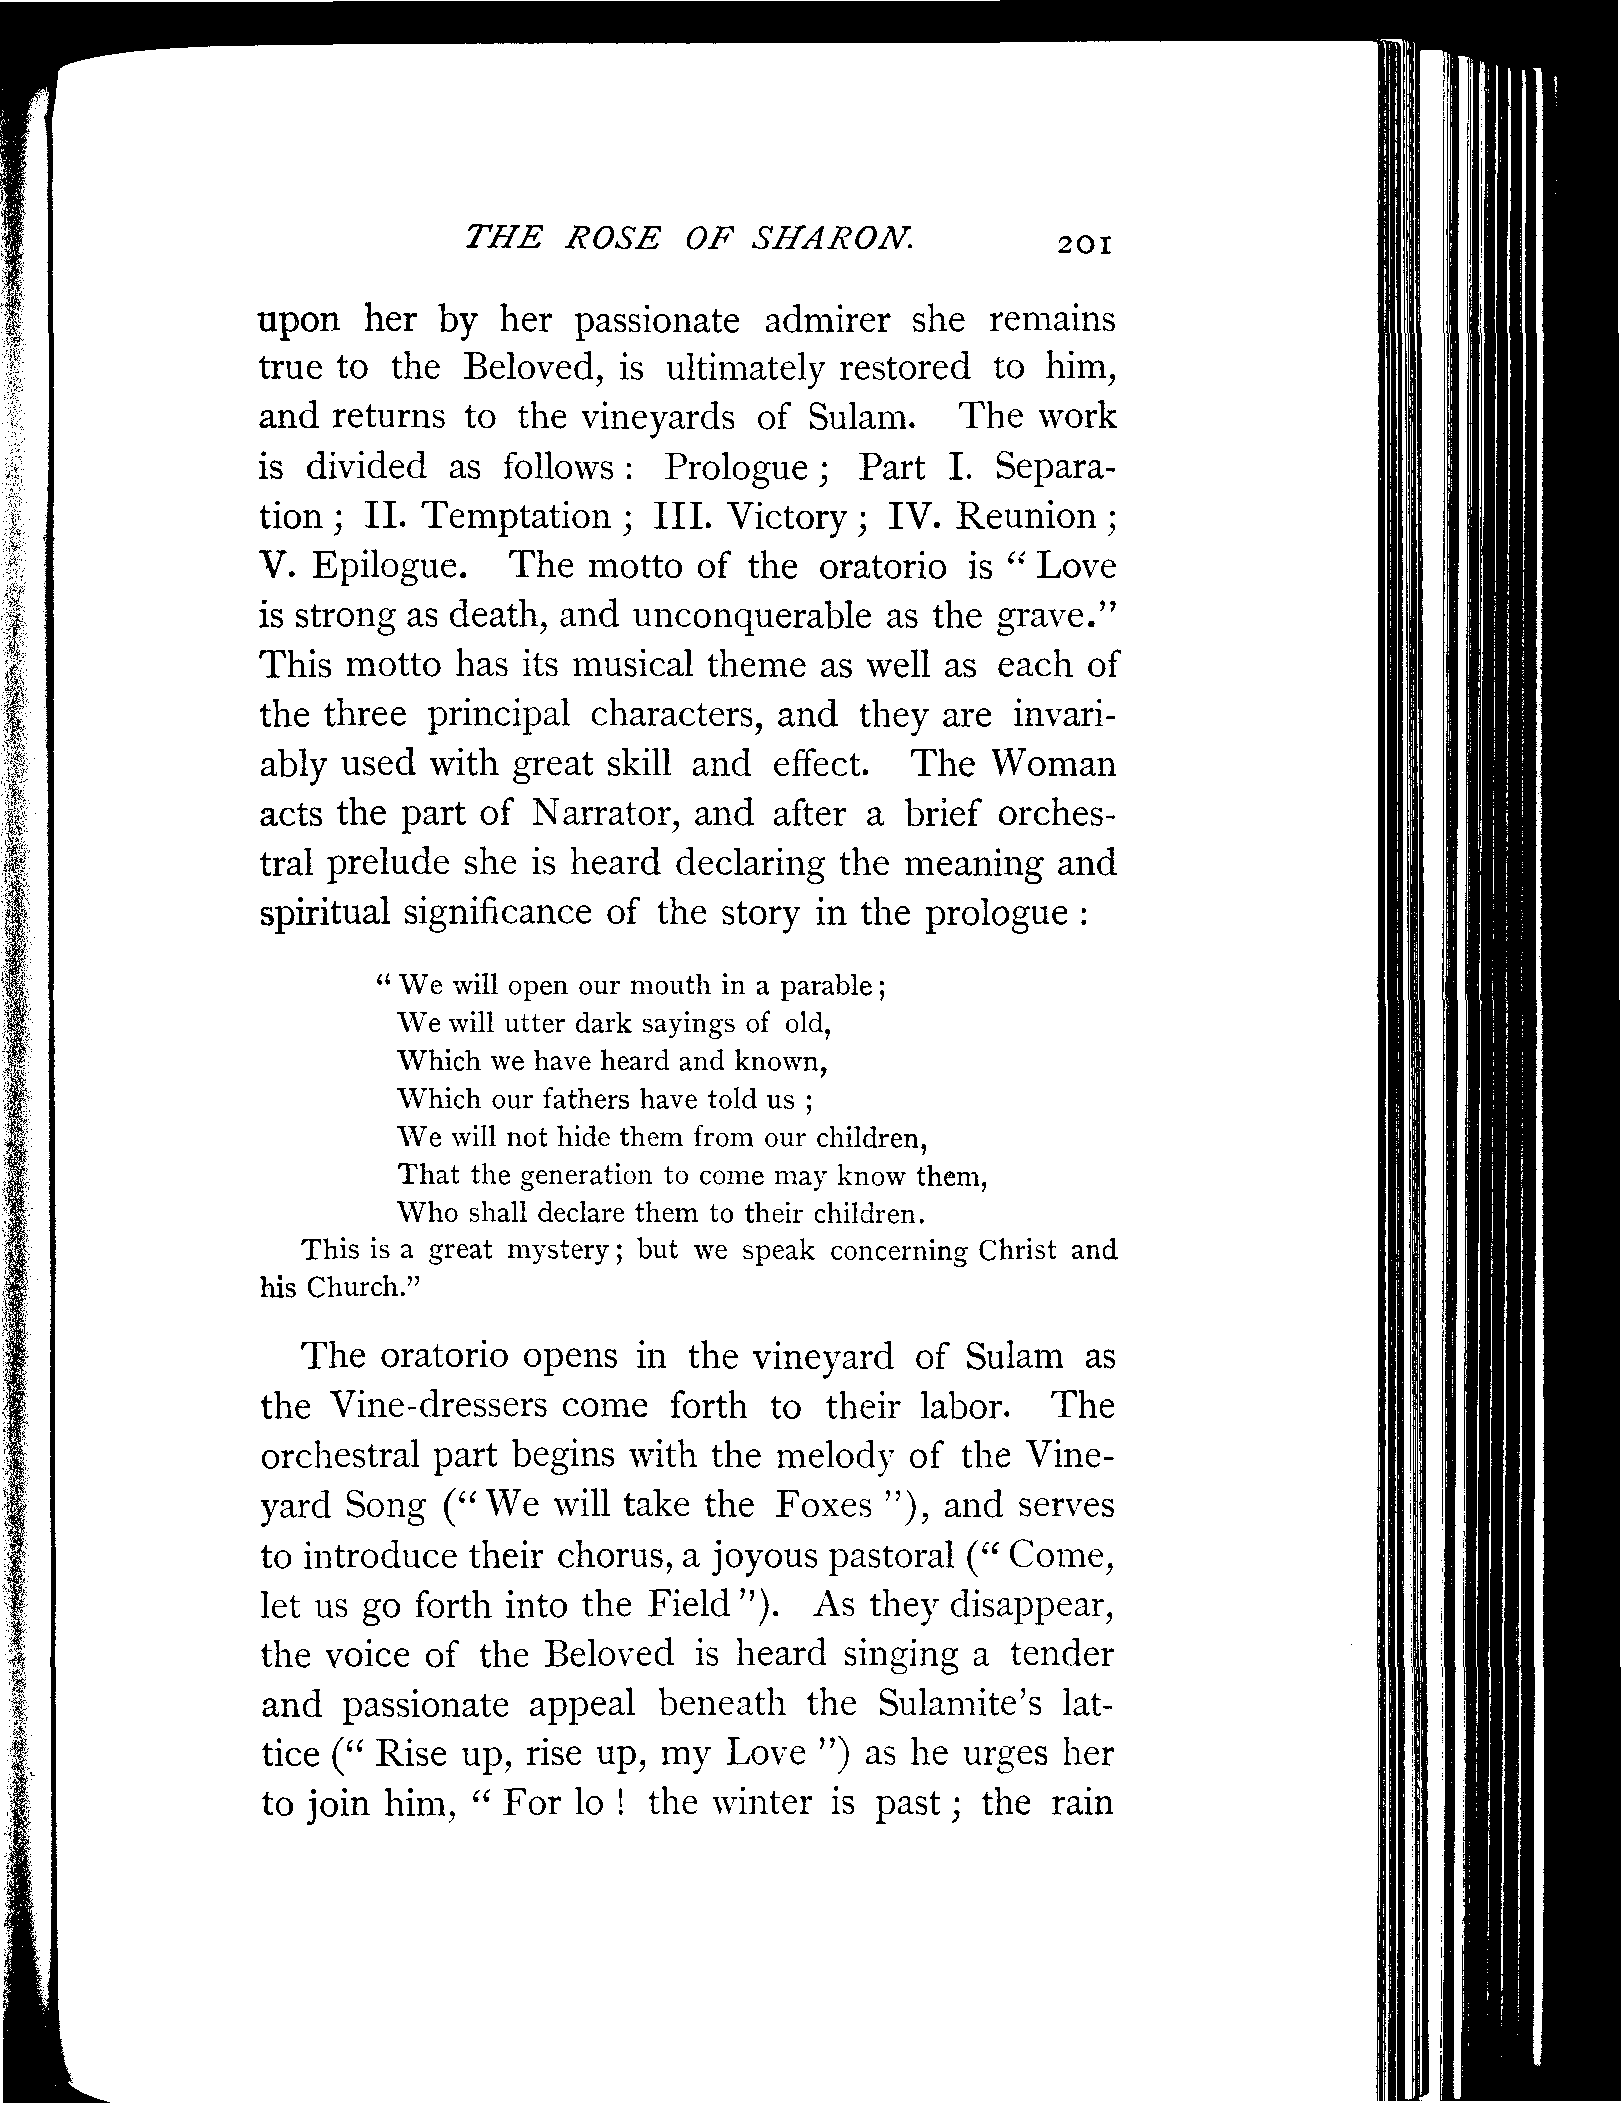 THE ROSE OF SHARON. 201
upon her by her passionate admirer she remains
true to the Beloved, is ultimately restored to him,
and returns to the vineyards of Sulam. The work
is divided as follows : Prologue ; Part I. Separa-
tion ; II. Temptation ; III. Victory ; IV. Reunion ;
V. Epilogue. The motto of the oratorio is “ Love
is strong as death, and unconquerable as the grave.”
This motto has its musical theme as well as each of
the three principal characters, and they are invari-
ably used with great skill and effect. The Woman
acts the part of Narrator, and after a brief orches-
tral prelude she is heard declaring the meaning and
spiritual significance of the story in the prologue :
“ We will open our mouth in a parable ;
We will utter dark sayings of old,
Which we have heard and known,
Which our fathers have told us ;
We will not hide them from our children,
That the generation to come may know them,
Who shall declare them to their children.
This is a great mystery ; but we speak concerning Christ and
his Church.”
The oratorio opens in the vineyard of Sulam as
the Vine-dressers come forth to their labor. The
orchestral part begins with the melody of the Vine-
yard Song (“ We will take the Foxes ”), and serves
to introduce their chorus, a joyous pastoral (“ Come,
let us go forth into the Field ”). As they disappear,
the voice of the Beloved is heard singing a tender
and passionate appeal beneath the Sulamite’s lat-
tice (“ Rise up, rise up, my Love ”) as he urges her
to join him, “ For lo ! the winter is past ; the rain